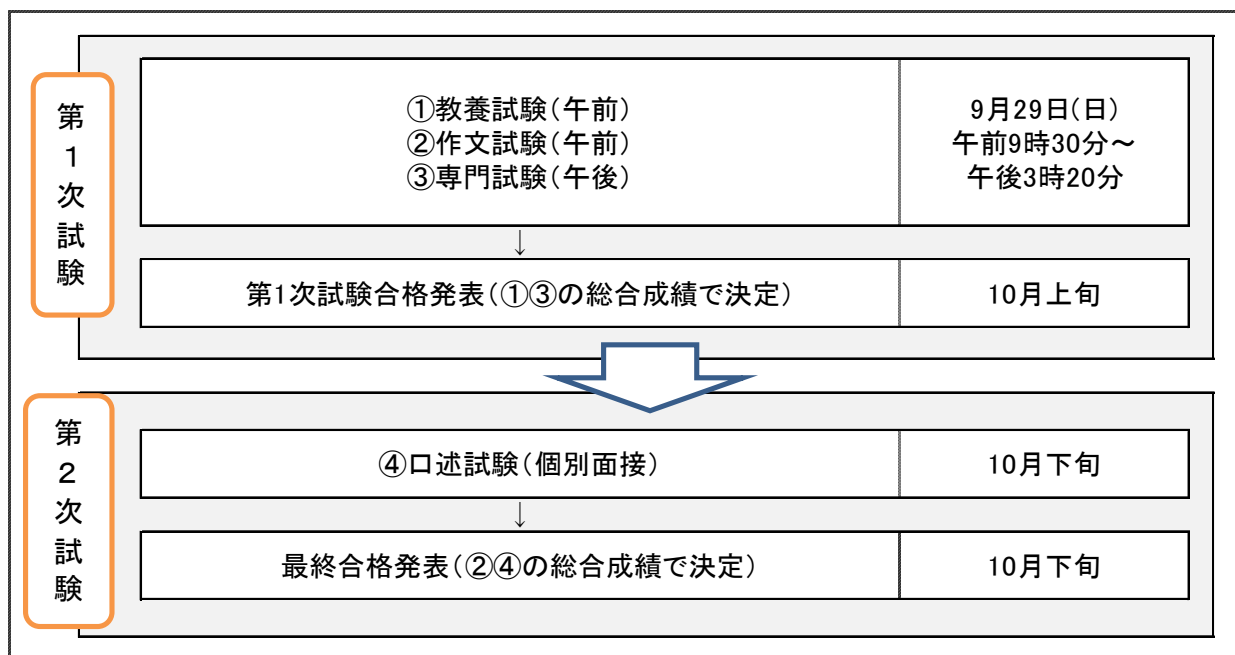 第1次試験
①教養試験(午前)
②作文試験(午前)
③専門試験(午後)
9月29日(日)
午前9時30分～
午後3時20分
↓
第1次試験合格発表(①③の総合成績で決定)
10月上旬
第2次試験
④口述試験(個別面接)
10月下旬
↓
最終合格発表(②④の総合成績で決定)
10月下旬